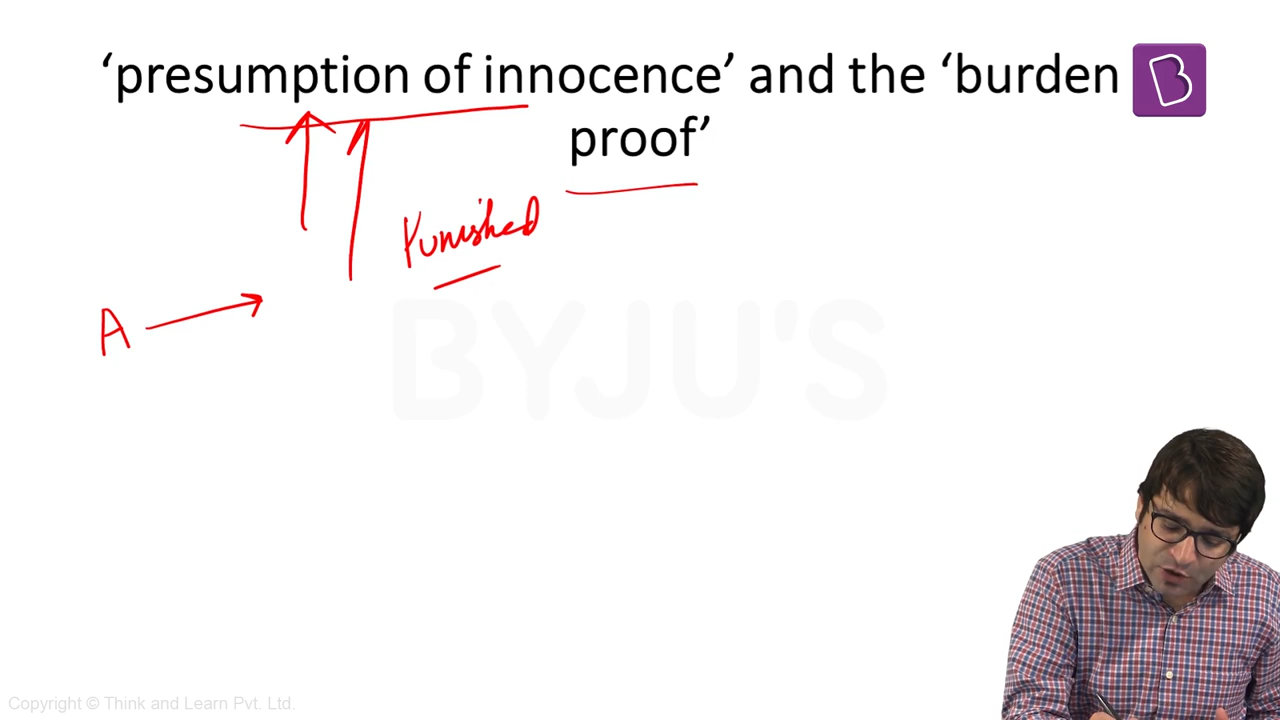 ‘presumption of innocence’ and the ‘burden
proof’
Punished
A
BYJU'S
Copyright © Think and Learn Pvt. Ltd.